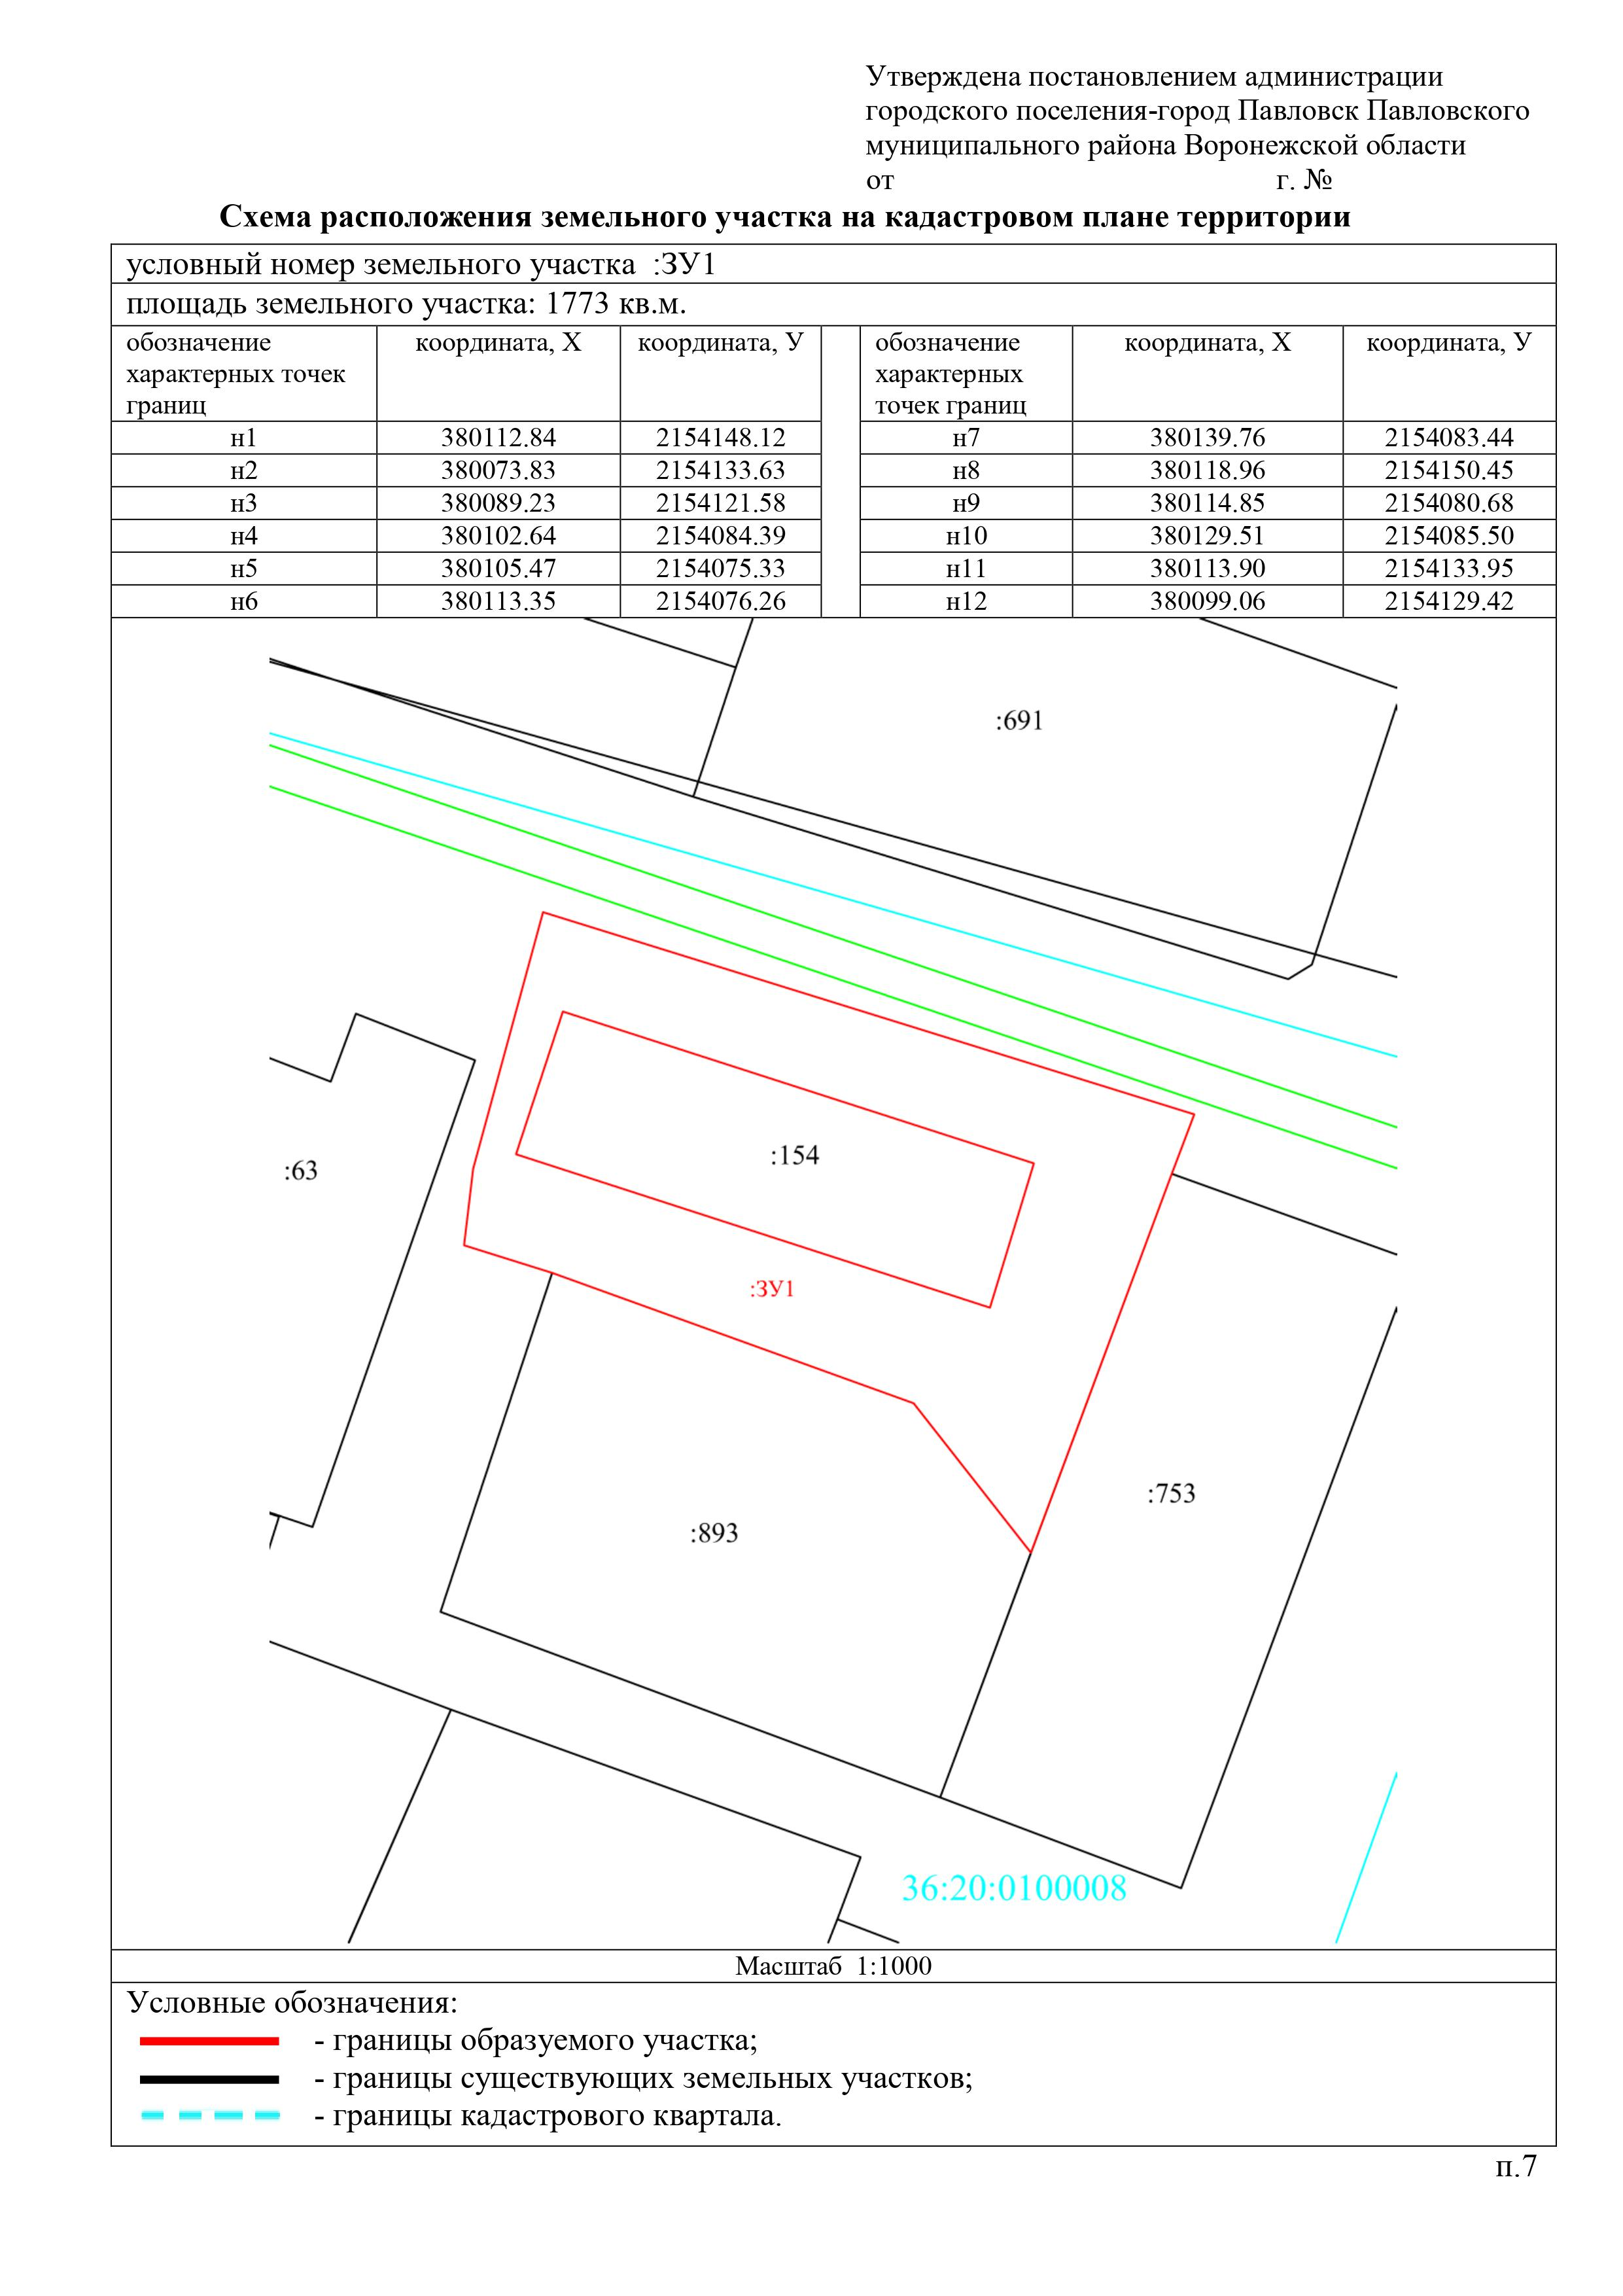 Утверждена постановлением администрации
городского поселения-город Павловск Павловского
муниципального района Воронежской области
от г. №
Схема расположения земельного участка на кадастровом плане территории
условный номер земельного участка :ЗУ1
площадь земельного участка: 1773 кв.м.
обозначение характерных точек границ координата, Х координата, У обозначение характерных точек границ координата, Х координата, У
н1 380112.84 2154148.12 н7 380139.76 2154083.44
н2 380073.83 2154133.63 н8 380118.96 2154150.45
н3 380089.23 2154121.58 н9 380114.85 2154080.68
н4 380102.64 2154084.39 н10 380129.51 2154085.50
н5 380105.47 2154075.33 н11 380113.90 2154133.95
н6 380113.35 2154076.26 н12 380099.06 2154129.42
:691
:154
:63
:ЗУ1
:753
:893
36:20:0100008
Масштаб 1:1000
Условные обозначения:
- границы образуемого участка;
- границы существующих земельных участков;
- границы кадастрового квартала.
п.7